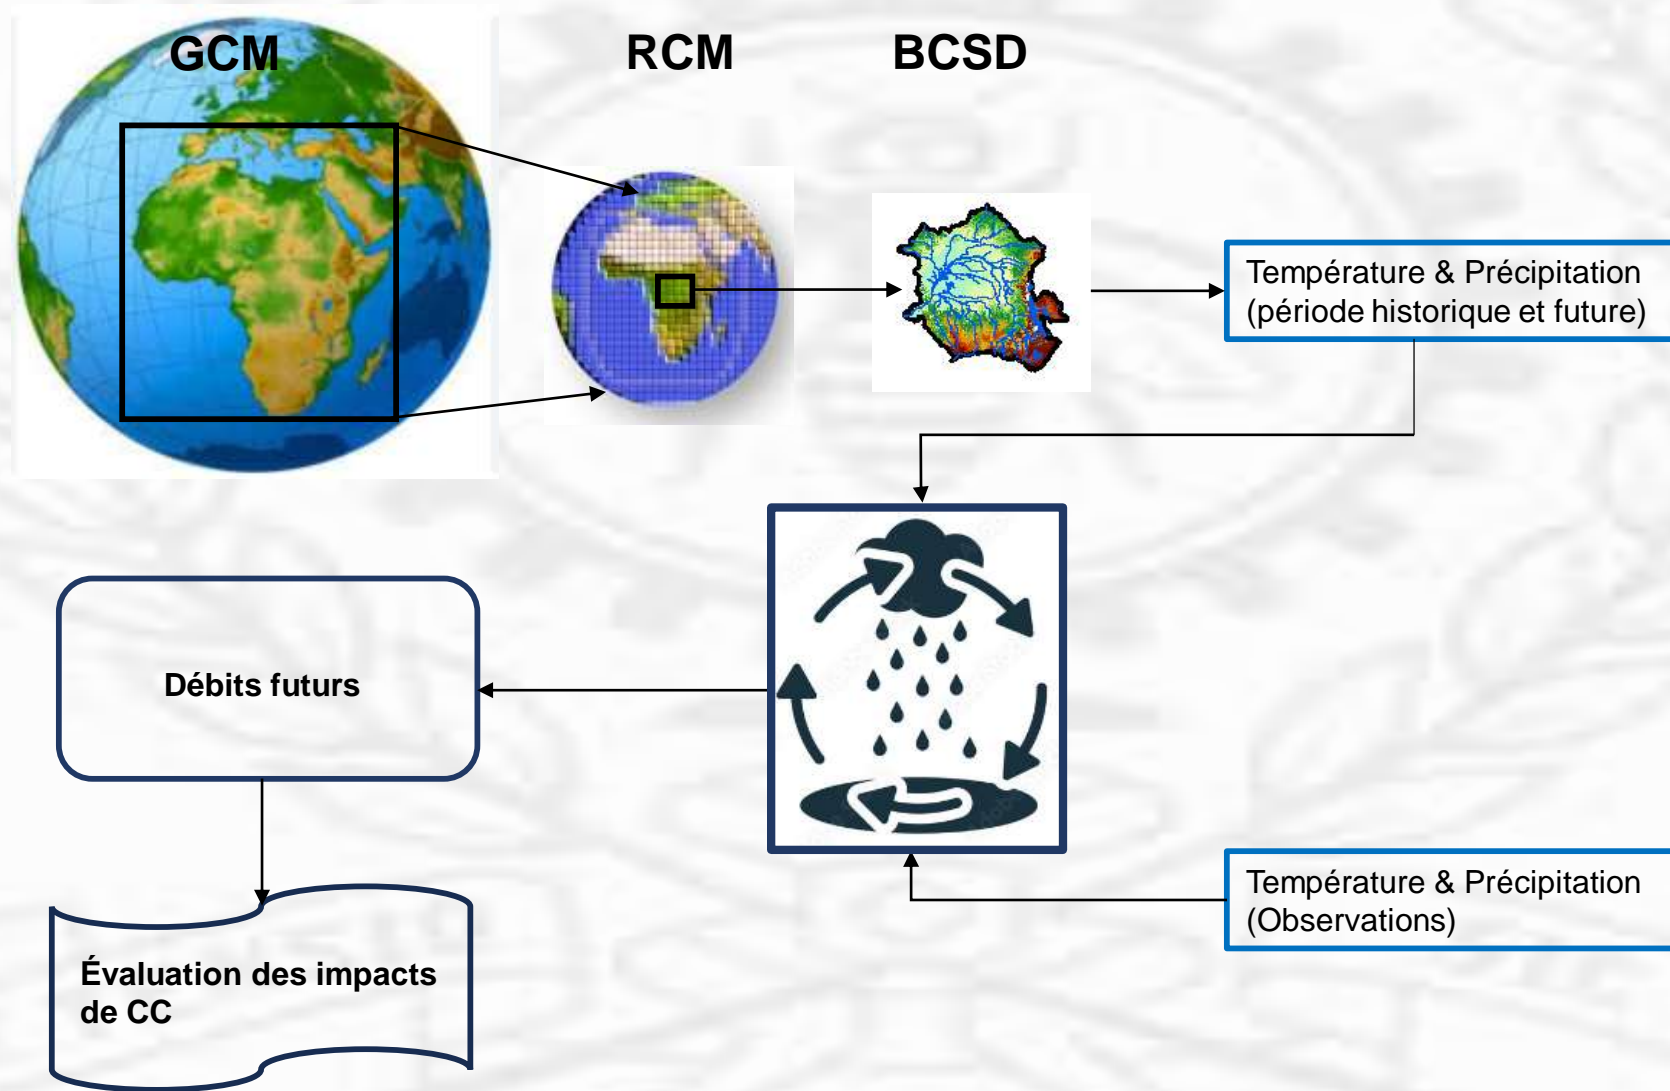 GCM
RCM
BCSD
Température & Précipitation
(période historique et future)
Débits futurs
Température & Précipitation
(Observations)
Évaluation des impacts
de CC